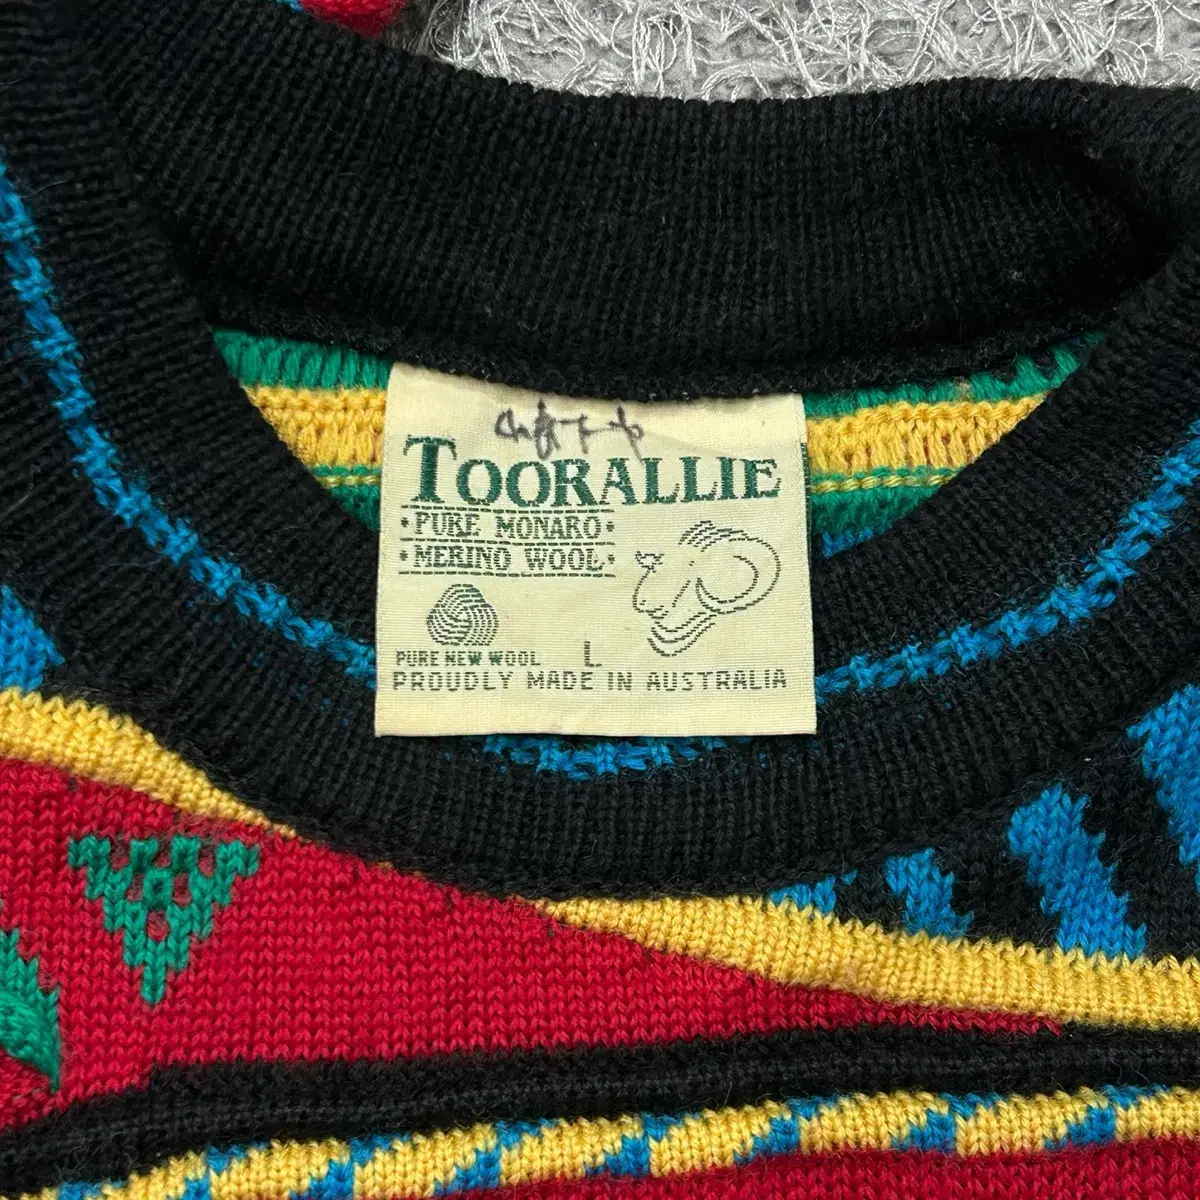 TOORALLIE
• PURE MONARO •
• MERINO WOOL •
PURE NEW WOOL L
PROUDLY MADE IN AUSTRALIA